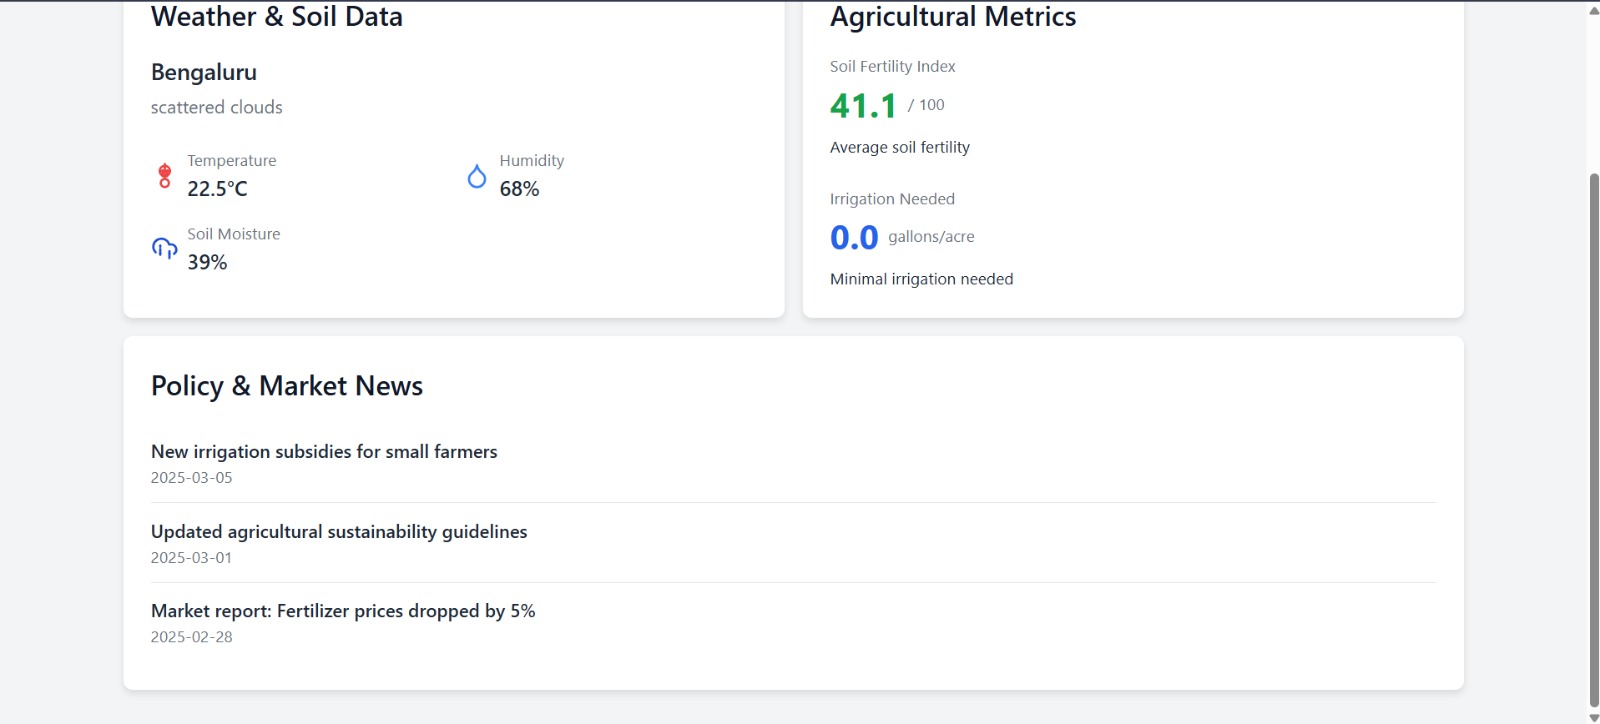 Weather & Soil Data
Bengaluru
scattered clouds
Temperature
22.5°C
Humidity
68%
Soil Moisture
39%
Agricultural Metrics
Soil Fertility Index
41.1 / 100
Average soil fertility
Irrigation Needed
0.0 gallons/acre
Minimal irrigation needed
Policy & Market News
New irrigation subsidies for small farmers
2025-03-05
Updated agricultural sustainability guidelines
2025-03-01
Market report: Fertilizer prices dropped by 5%
2025-02-28